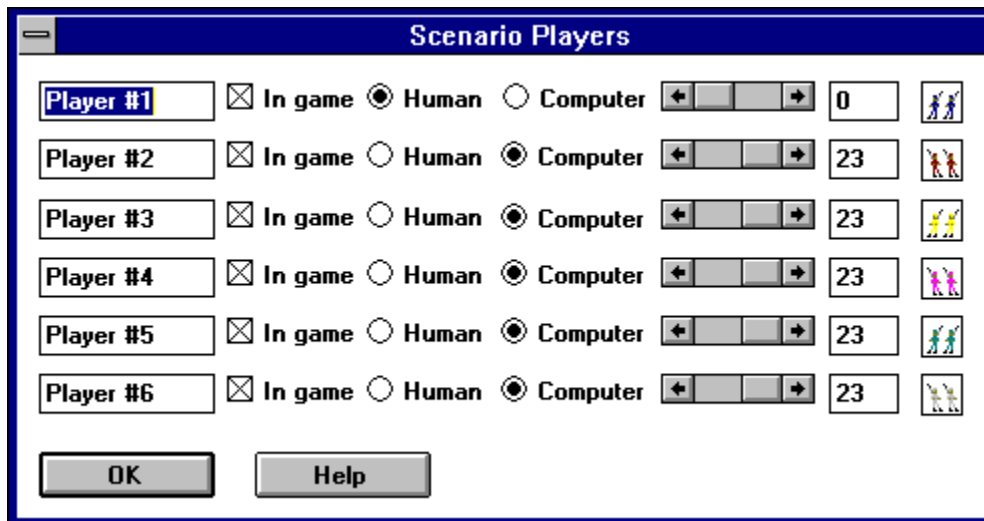 Scenario Players
Player #1 In game Human Computer 0
Player #2 In game Human Computer 23
Player #3 In game Human Computer 23
Player #4 In game Human Computer 23
Player #5 In game Human Computer 23
Player #6 In game Human Computer 23
OK Help